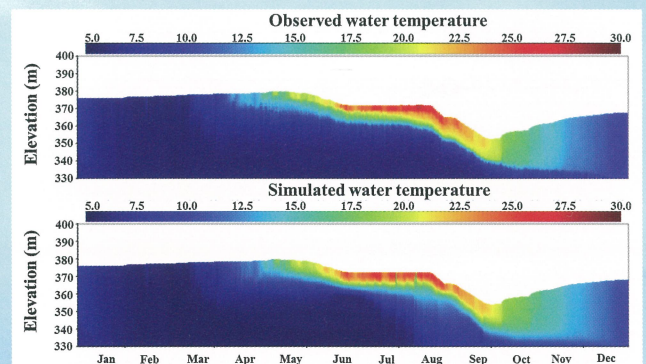 Observed water temperature
5.0 7.5 10.0 12.5 15.0 17.5 20.0 22.5 25.0 27.5 30.0
Elevation (m)
400
390
380
370
360
350
340
330
Simulated water temperature
5.0 7.5 10.0 12.5 15.0 17.5 20.0 22.5 25.0 27.5 30.0
Elevation (m)
400
390
380
370
360
350
340
330
Jan Feb Mar Apr May Jun Jul Aug Sep Oct Nov Dec